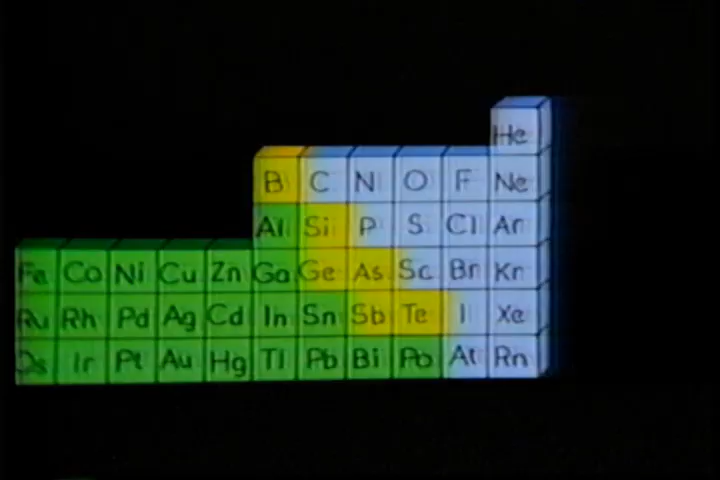 He
B C N O F Ne
Al Si P S Cl Ar
Fe Co Ni Cu Zn Ga Ge As Sc Br Kr
Ru Rh Pd Ag Cd In Sn Sb Te I Xe
Os Ir Pt Au Hg Tl Pb Bi Po At Rn